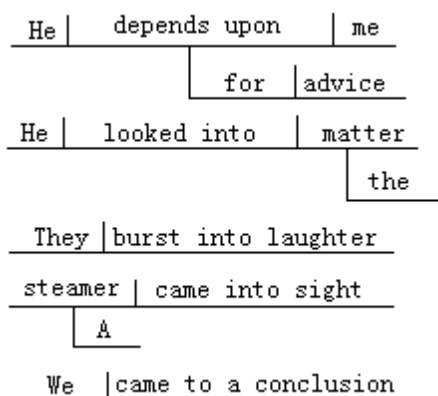 He depends upon me
for advice
He looked into matter
the
They burst into laughter
steamer came into sight
A
We came to a conclusion